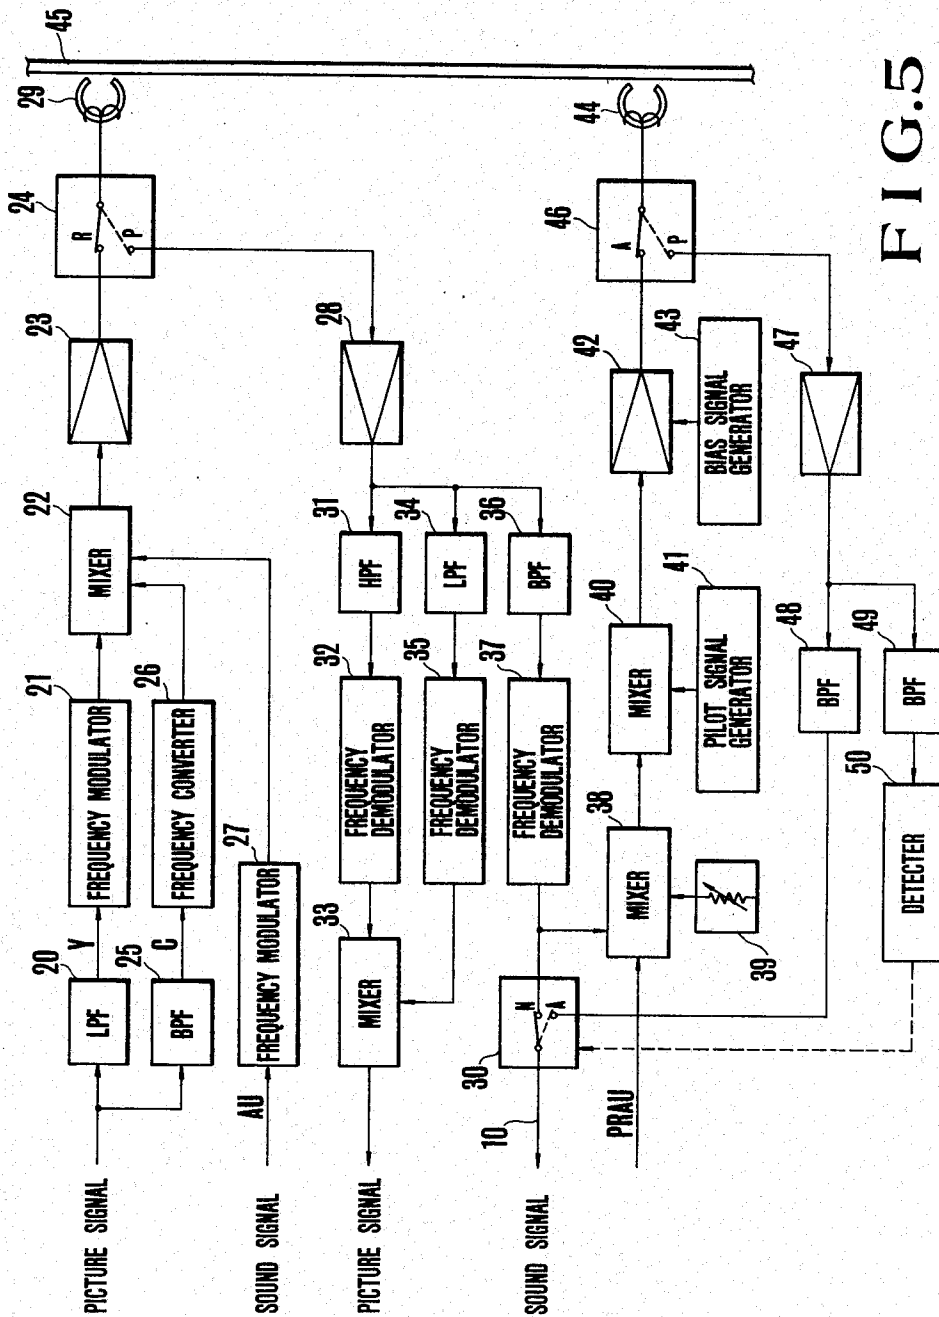 PICTURE SIGNAL
20
LPF
Y
21
FREQUENCY MODULATOR
22
MIXER
23
24
R
P
29
45
25
BPF
C
26
FREQUENCY CONVERTER
SOUND SIGNAL
AU
27
FREQUENCY MODULATOR
28
PICTURE SIGNAL
33
MIXER
32
FREQUENCY
DEMODULATOR
31
HPF
35
FREQUENCY
DEMODULATOR
34
LPF
37
FREQUENCY
DEMODULATOR
36
BPF
SOUND SIGNAL
10
30
N
A
PRAU
38
MIXER
39
40
MIXER
41
PILOT SIGNAL
GENERATOR
42
43
BIAS SIGNAL
GENERATOR
46
A
P
44
47
48
BPF
49
BPF
50
DETECTER
FIG.5